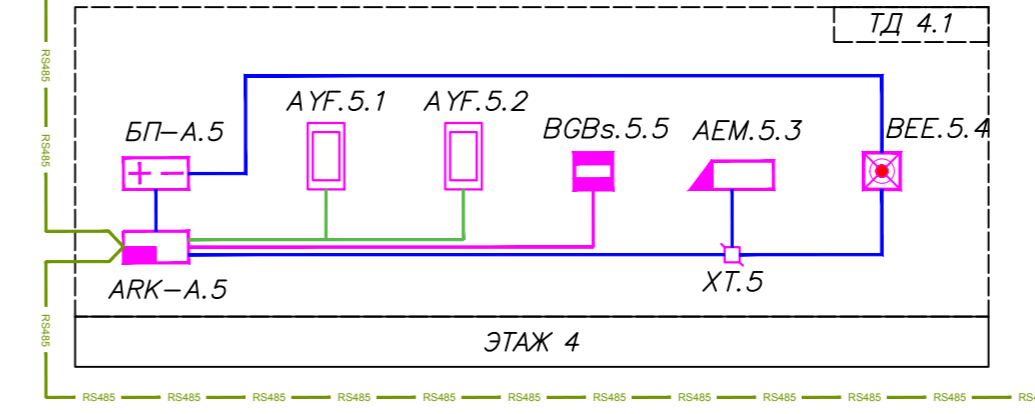 ТД 4.1
RS485
RS485
БП-А.5
AYF.5.1
AYF.5.2
BGBs.5.5
AEM.5.3
BEE.5.4
ARK-A.5
XT.5
RS485
ЭТАЖ 4
RS485 RS485 RS485 RS485 RS485 RS485 RS485 RS485 RS485 RS485 RS485 RS